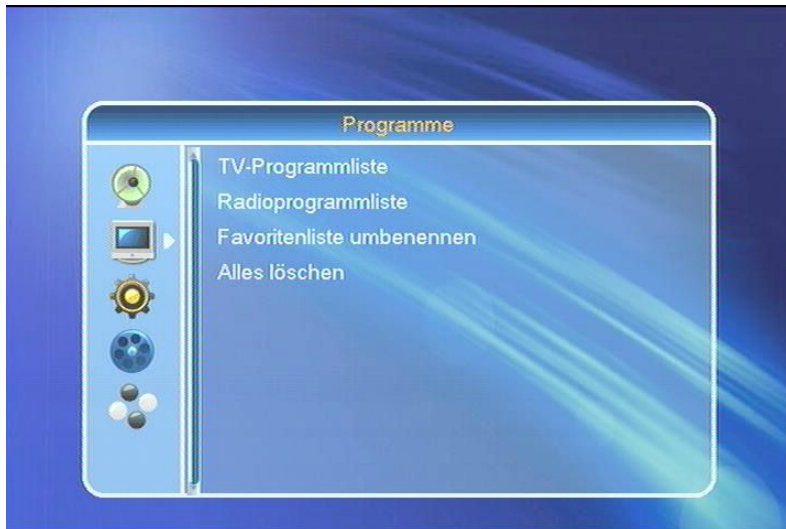 Programme
TV-Programmliste
Radioprogrammliste
Favoritenliste umbenennen
Alles löschen